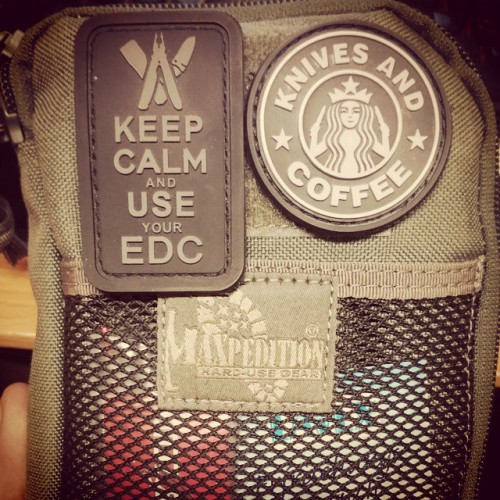 KEEP
CALM
AND
USE
YOUR
EDC
KNIVES AND
COFFEE
MAXPEDITION
HARD-USE GEAR
®